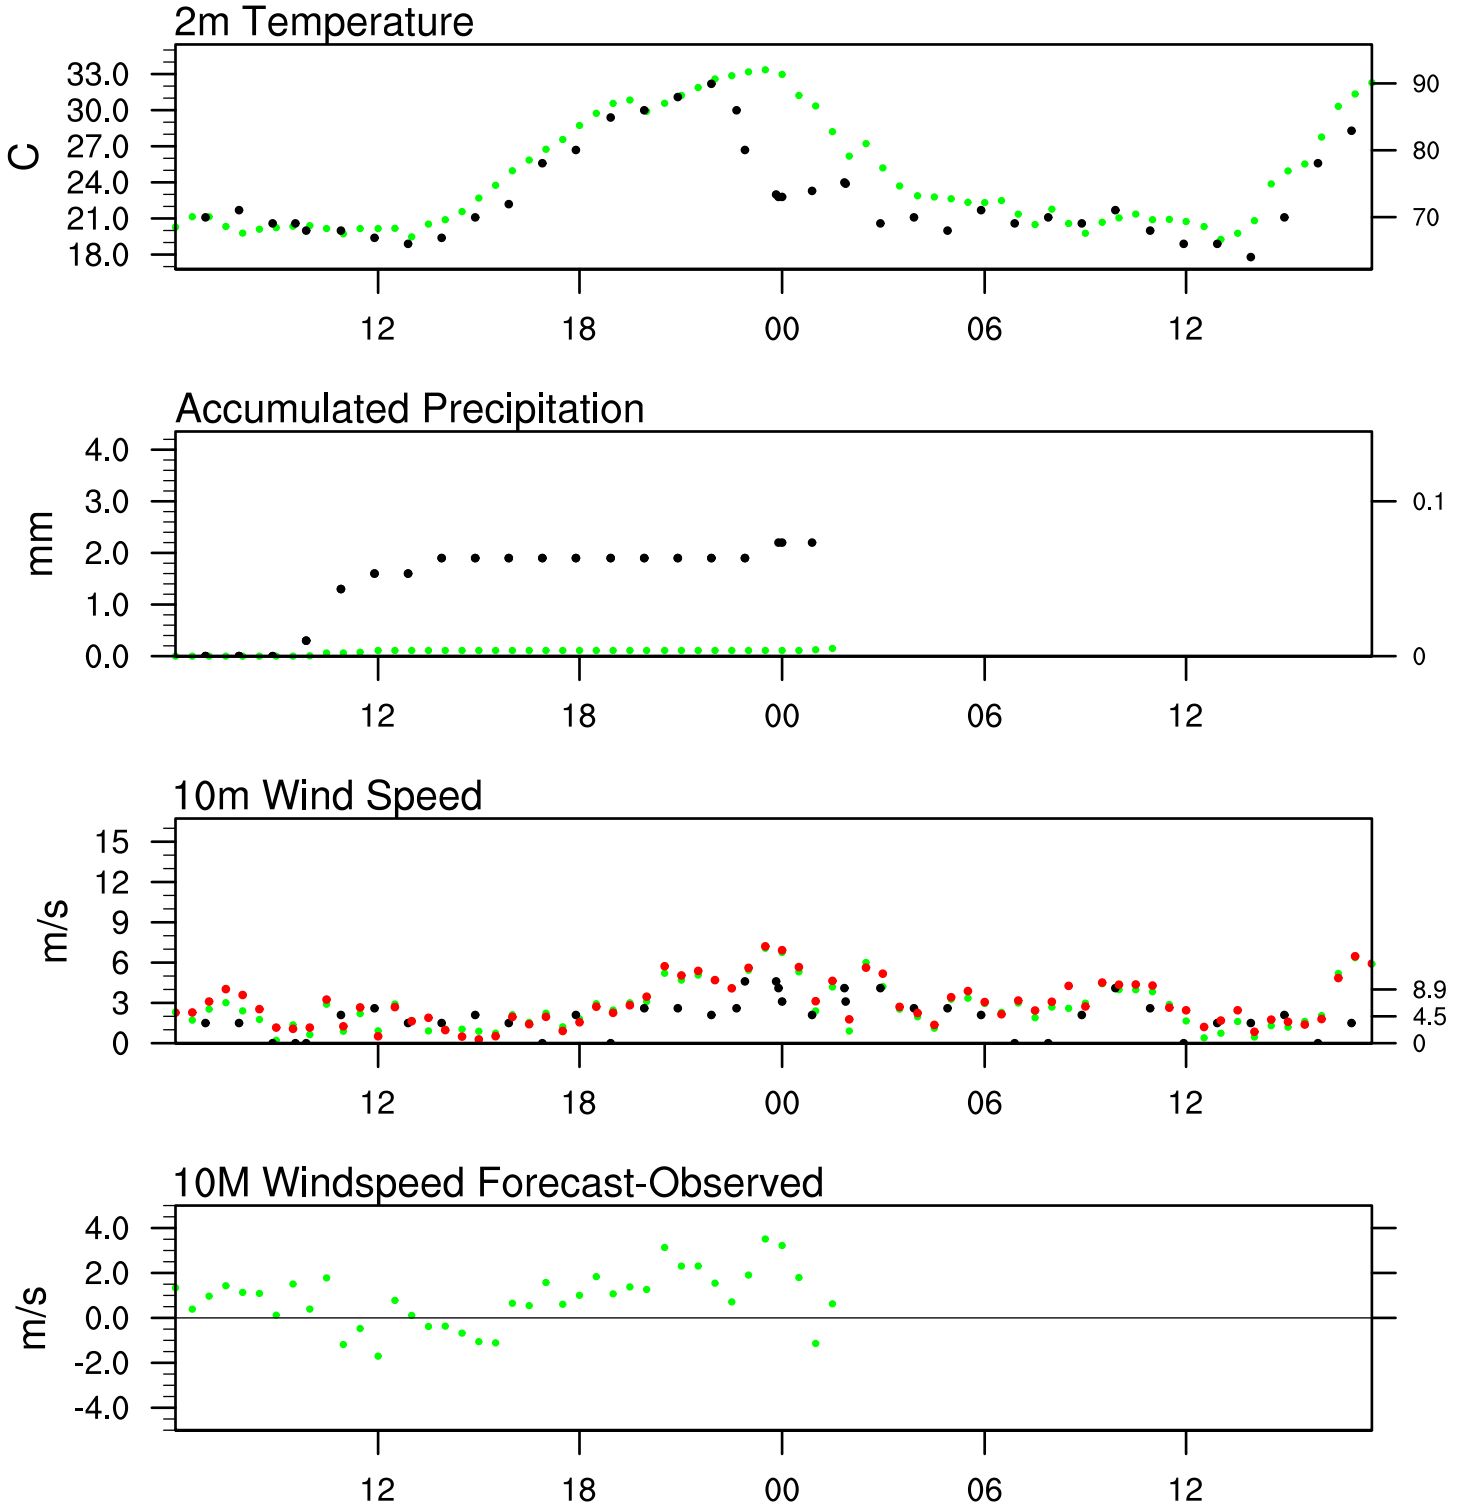 2m Temperature
33.0
30.0
27.0
24.0
21.0
18.0
C
90
80
70
12 18 00 06 12
Accumulated Precipitation
4.0
3.0
2.0
1.0
0.0
mm
0.1
0
12 18 00 06 12
10m Wind Speed
15
12
9
6
3
0
m/s
8.9
4.5
0
12 18 00 06 12
10M Windspeed Forecast-Observed
4.0
2.0
0.0
-2.0
-4.0
m/s
12 18 00 06 12